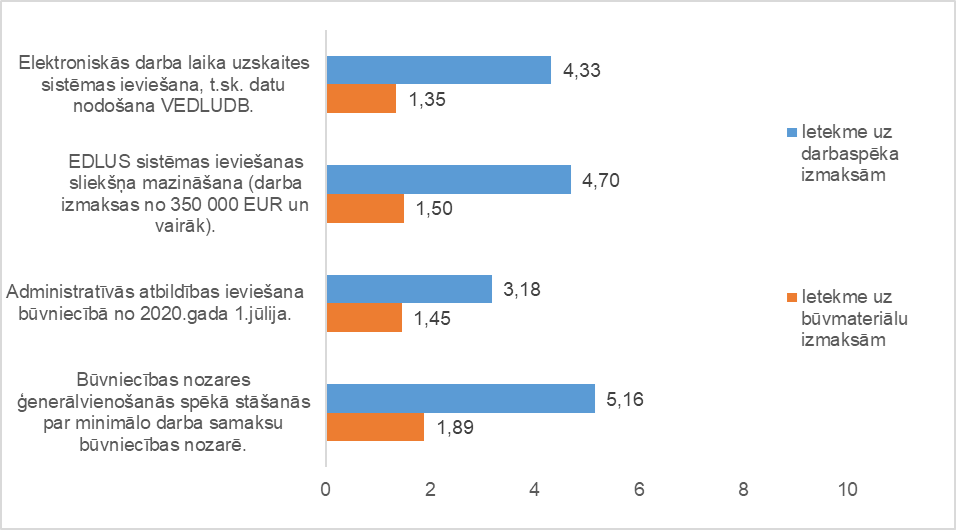 Elektroniskās darba laika uzskaites
sistēmas ieviešana, t.sk. datu
nodošana VEDLUDB.
4,33
1,35
EDLUS sistēmas ieviešanas
sliekšņa mazināšana (darba
izmaksas no 350 000 EUR un
vairāk).
4,70
1,50
Administratīvās atbildības ieviešana
būvniecībā no 2020.gada 1.jūlija.
3,18
1,45
Būvniecības nozares
ģenerālvienošanās spēkā stāšanās
par minimālo darba samaksu
būvniecības nozarē.
5,16
1,89
0 2 4 6 8 10
Ietekme uz
darbaspēka
izmaksām
Ietekme uz
būvmateriālu
izmaksām